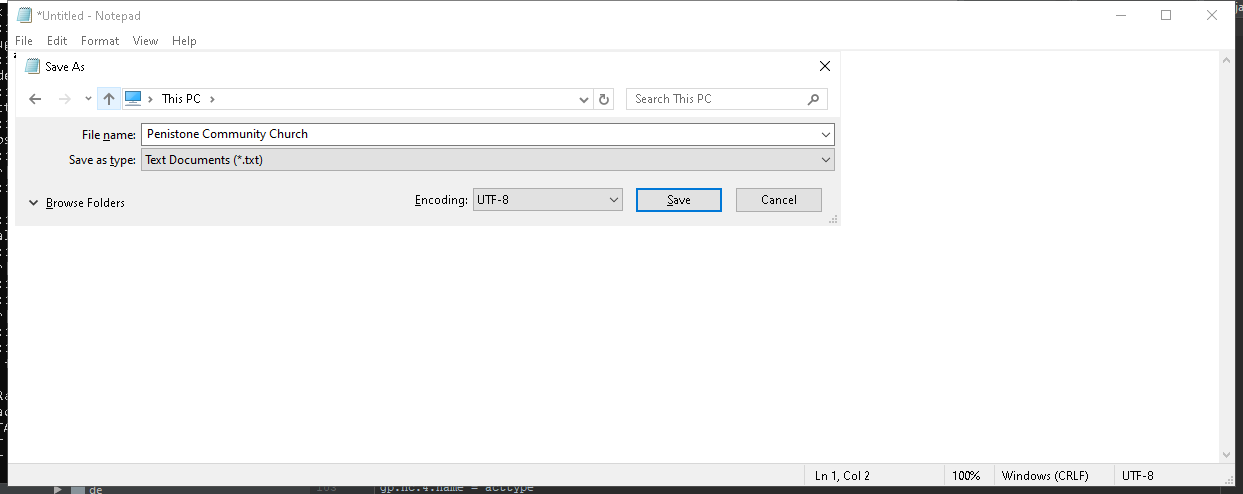 *Untitled - Notepad
File Edit Format View Help
Save As
This PC
Search This PC
File name: Penistone Community Church
Save as type: Text Documents (*.txt)
Browse Folders
Encoding: UTF-8
Save
Cancel
Ln 1, Col 2
100%
Windows (CRLF)
UTF-8
de
gp.nc.4.name = acttype